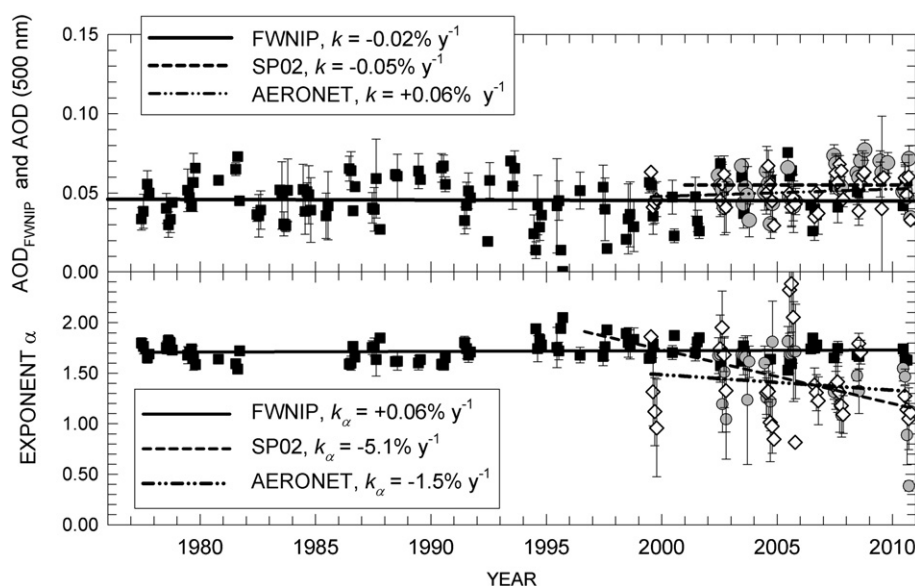 FWNIP, k = -0.02% y⁻¹
SP02, k = -0.05% y⁻¹
AERONET, k = +0.06% y⁻¹
AOD_FWNIP and AOD (500 nm)
0.15
0.10
0.05
0.00
EXPONENT α
2.00
1.50
1.00
0.50
0.00
FWNIP, k_α = +0.06% y⁻¹
SP02, k_α = -5.1% y⁻¹
AERONET, k_α = -1.5% y⁻¹
1980 1985 1990 1995 2000 2005 2010
YEAR